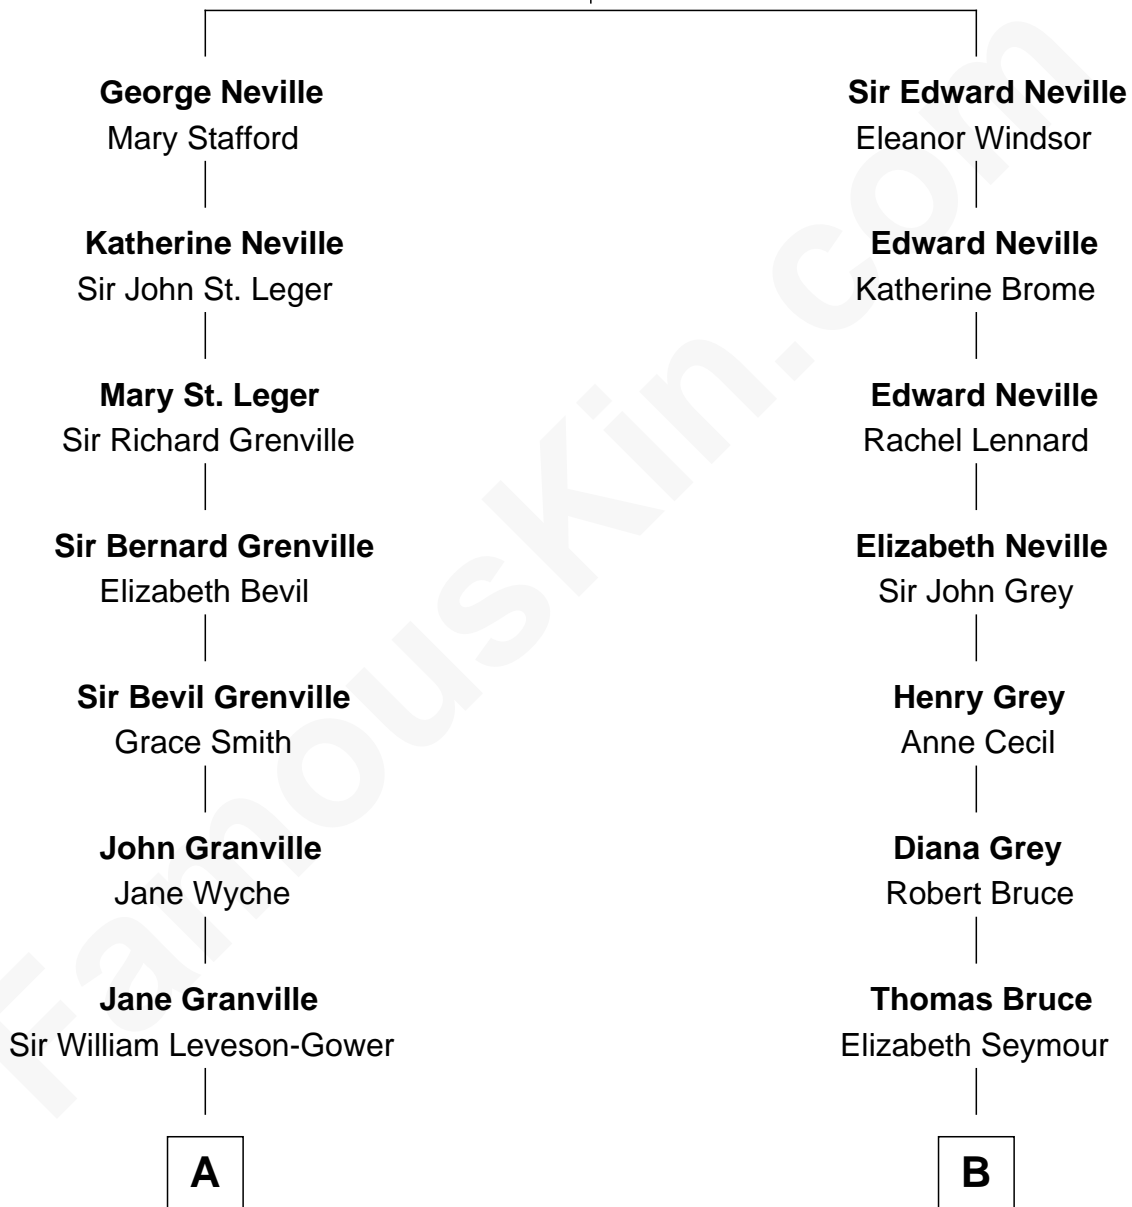 George Neville
Mary Stafford
Sir Edward Neville
Eleanor Windsor
Katherine Neville
Sir John St. Leger
Edward Neville
Katherine Brome
Mary St. Leger
Sir Richard Grenville
Edward Neville
Rachel Lennard
Sir Bernard Grenville
Elizabeth Bevil
Elizabeth Neville
Sir John Grey
Sir Bevil Grenville
Grace Smith
Henry Grey
Anne Cecil
John Granville
Jane Wyche
Diana Grey
Robert Bruce
Jane Granville
Sir William Leveson-Gower
Thomas Bruce
Elizabeth Seymour
A
B
FamousKin.com